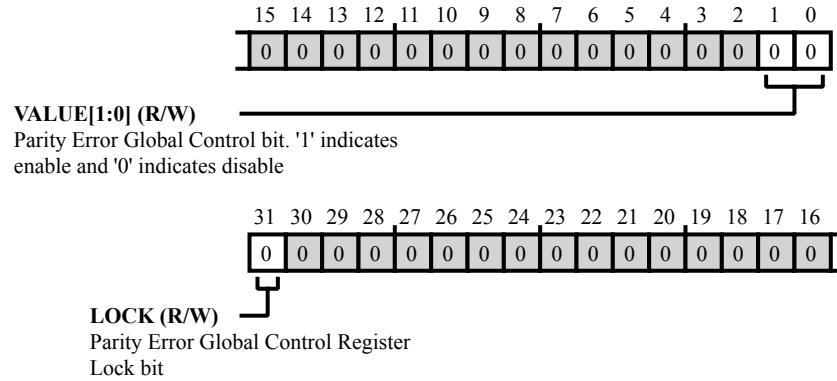 15 14 13 12 11 10 9 8 7 6 5 4 3 2 1 0
0 0 0 0 0 0 0 0 0 0 0 0 0 0 0 0
VALUE[1:0] (R/W)
Parity Error Global Control bit. '1' indicates
enable and '0' indicates disable
31 30 29 28 27 26 25 24 23 22 21 20 19 18 17 16
0 0 0 0 0 0 0 0 0 0 0 0 0 0 0 0
LOCK (R/W)
Parity Error Global Control Register
Lock bit